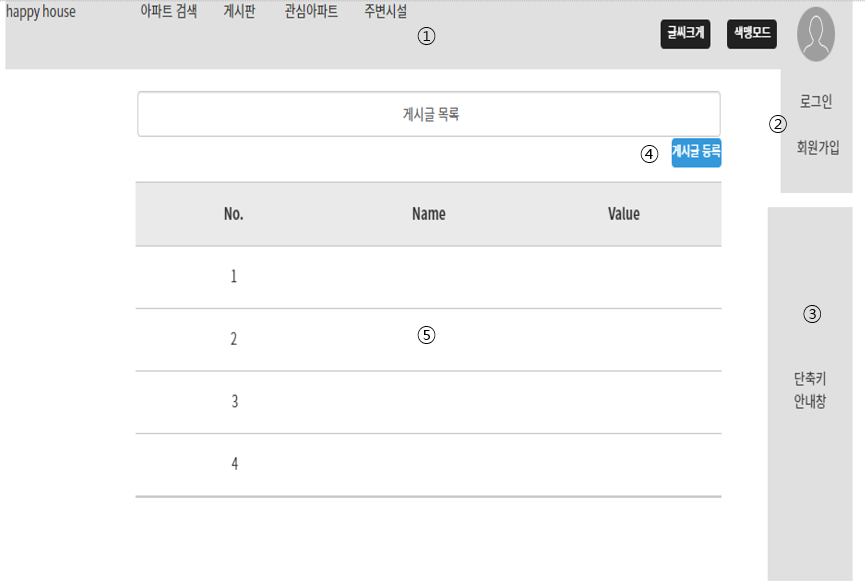 happy house 아파트 검색 게시판 관심아파트 주변시설
①
글씨크게 색맹모드
로그인
②
회원가입
게시글 목록
④ 게시글 등록
No. Name Value
1
2
⑤
3
4
③
단축키
안내창